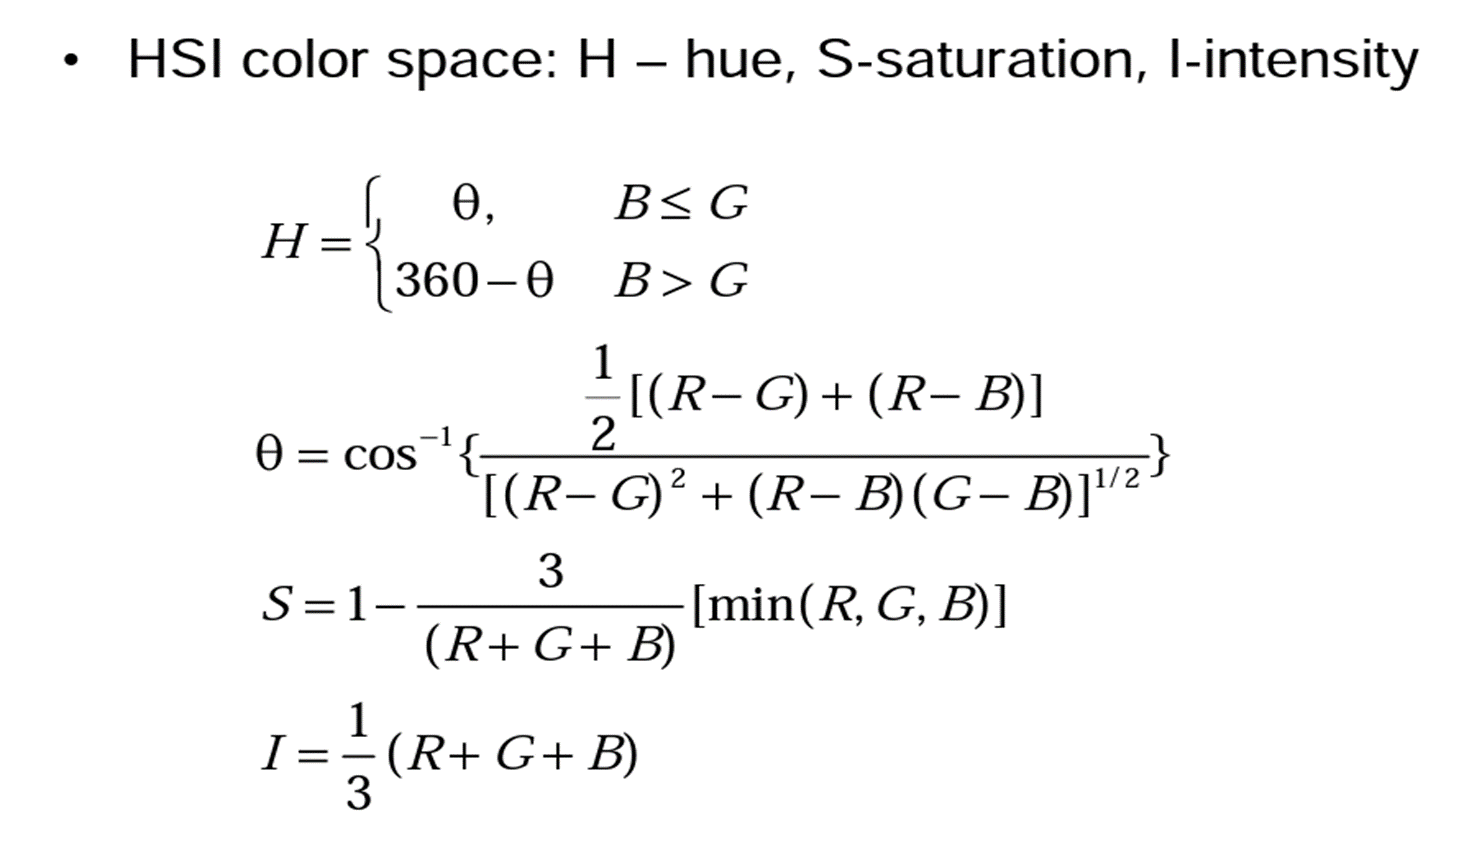 • HSI color space: H – hue, S-saturation, I-intensity
H = { θ, B ≤ G
360 – θ B > G
θ = cos⁻¹{ 1/2 [(R – G) + (R – B)] / [(R – G)² + (R – B)(G – B)]^1/2 }
S = 1 – 3/(R + G + B) [min(R, G, B)]
I = 1/3 (R + G + B)